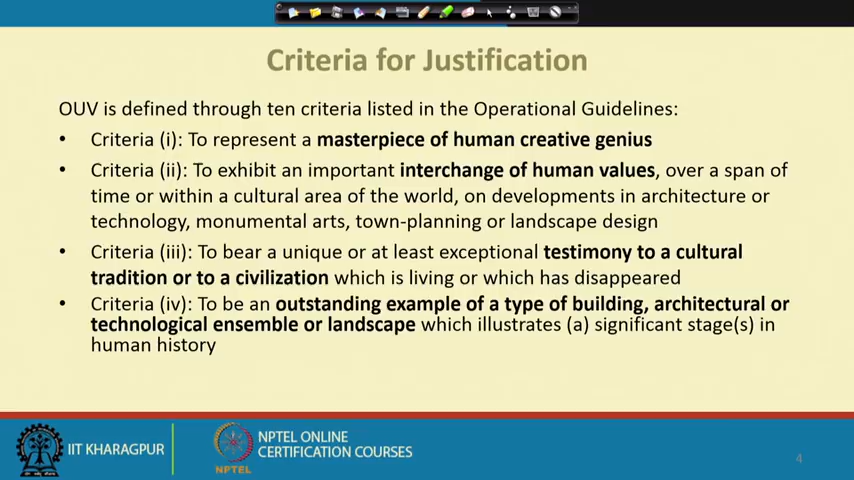 Criteria for Justification
OUV is defined through ten criteria listed in the Operational Guidelines:
• Criteria (i): To represent a masterpiece of human creative genius
• Criteria (ii): To exhibit an important interchange of human values, over a span of
time or within a cultural area of the world, on developments in architecture or
technology, monumental arts, town-planning or landscape design
• Criteria (iii): To bear a unique or at least exceptional testimony to a cultural
tradition or to a civilization which is living or which has disappeared
• Criteria (iv): To be an outstanding example of a type of building, architectural or
technological ensemble or landscape which illustrates (a) significant stage(s) in
human history
IIT KHARAGPUR
NPTEL
NPTEL ONLINE
CERTIFICATION COURSES
4